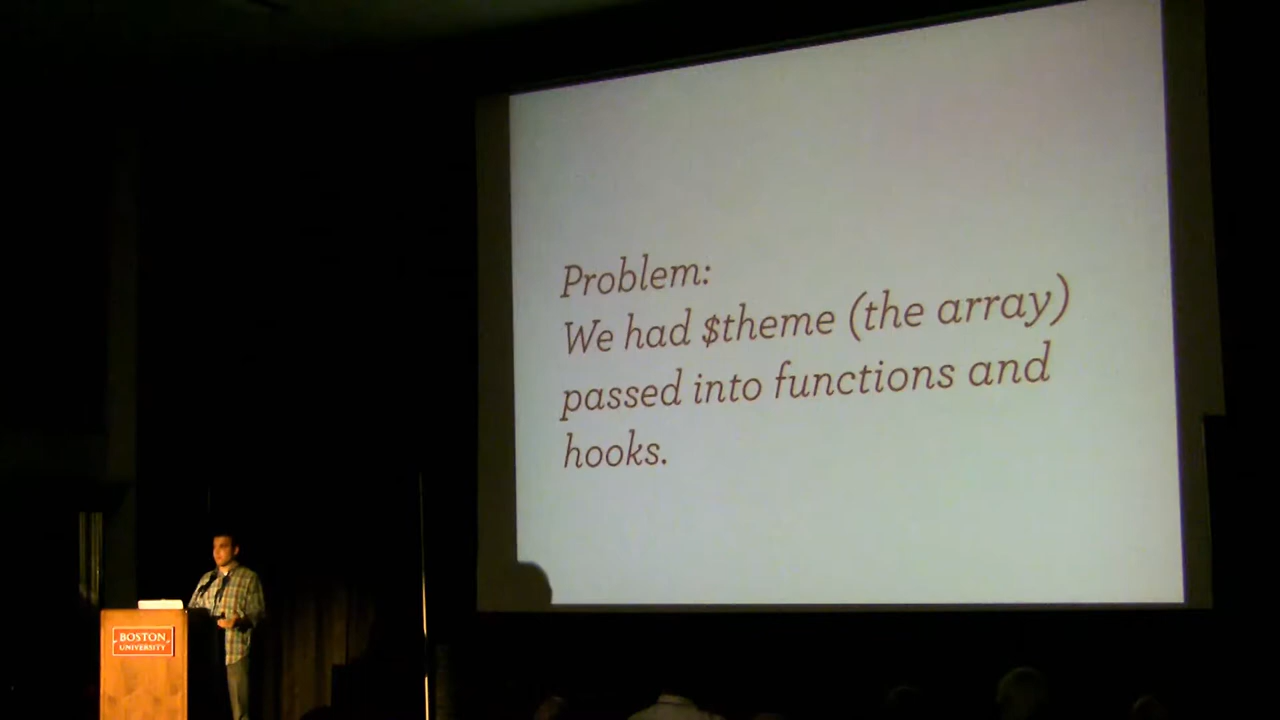 Problem:
We had $theme (the array)
passed into functions and
hooks.
BOSTON
UNIVERSITY